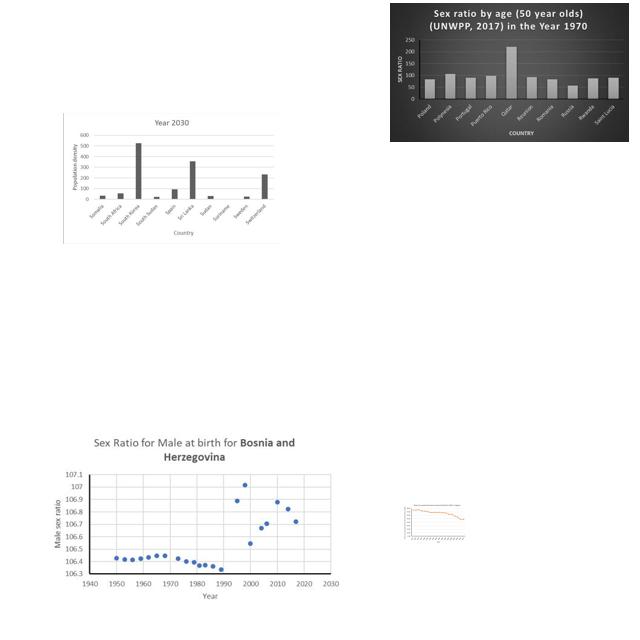 Sex ratio by age (50 year olds)
(UNWPP, 2017) in the Year 1970
250
200
150
100
50
0
SEX RATIO
Poland
Polynesia
Portugal
Puerto Rico
Qatar
Reunion
Romania
Russia
Rwanda
Saint Lucia
COUNTRY
Year 2030
600
500
400
300
200
100
0
Population density
Somalia
South Africa
South Korea
South Sudan
Spain
Sri Lanka
Sudan
Suriname
Sweden
Switzerland
Country
Sex Ratio for Male at birth for Bosnia and
Herzegovina
107.1
107
106.9
106.8
106.7
106.6
106.5
106.4
106.3
Male sex ratio
1940 1950 1960 1970 1980 1990 2000 2010 2020 2030
Year